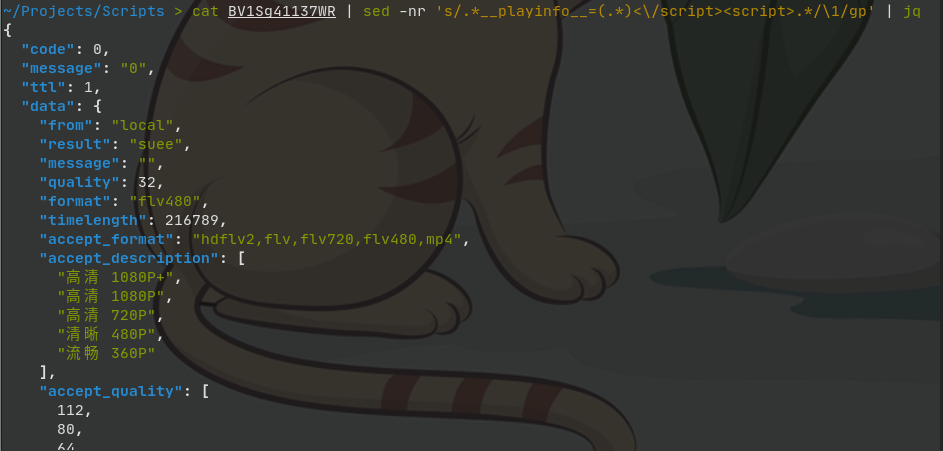 ~/Projects/Scripts > cat BV1Sg41137WR | sed -nr 's/.*__playinfo__=(.*)<\/script><script>.*/\1/gp' | jq
{
  "code": 0,
  "message": "0",
  "ttl": 1,
  "data": {
    "from": "local",
    "result": "suee",
    "message": "",
    "quality": 32,
    "format": "flv480",
    "timelength": 216789,
    "accept_format": "hdflv2,flv,flv720,flv480,mp4",
    "accept_description": [
      "高清 1080P+",
      "高清 1080P",
      "高清 720P",
      "清晰 480P",
      "流畅 360P"
    ],
    "accept_quality": [
      112,
      80,
      64